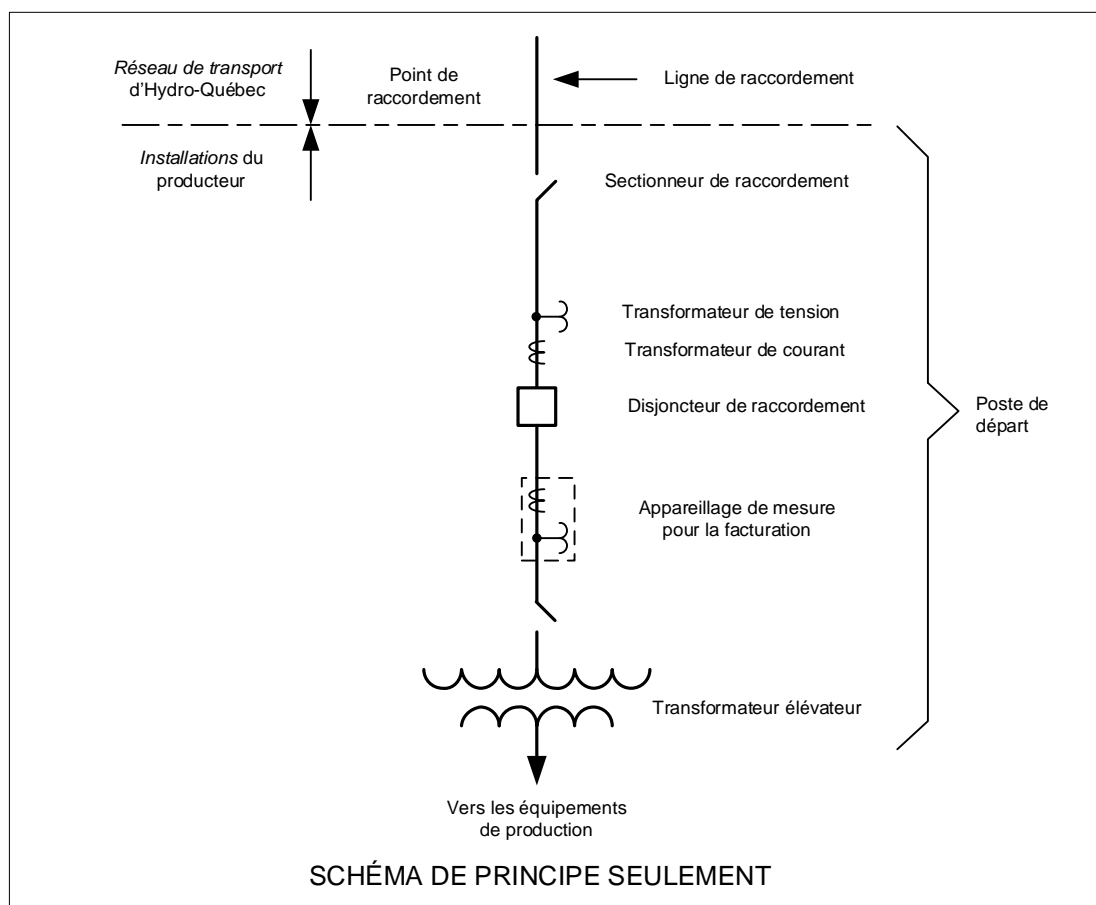 Réseau de transport
d'Hydro-Québec
Point de
raccordement
Ligne de raccordement
Installations du
producteur
Sectionneur de raccordement
Transformateur de tension
Transformateur de courant
Disjoncteur de raccordement
Poste de
départ
Appareillage de mesure
pour la facturation
Transformateur élévateur
Vers les équipements
de production
SCHÉMA DE PRINCIPE SEULEMENT